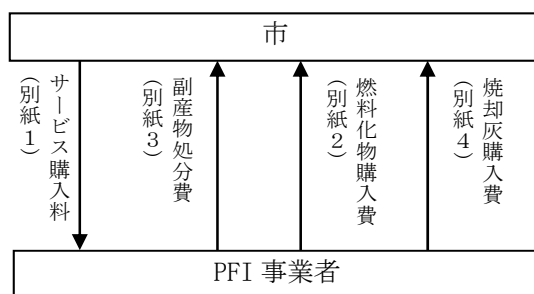 市
サービス購入料
（別紙１）
副産物処分費
（別紙３）
燃料化物購入費
（別紙２）
焼却灰購入費
（別紙４）
PFI 事業者